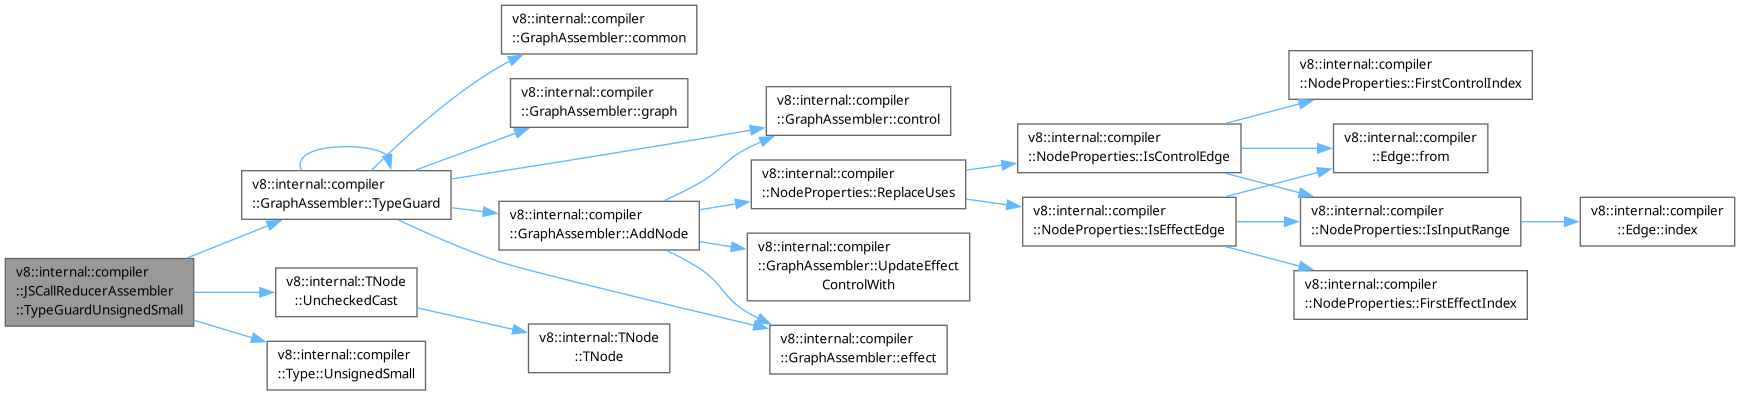 v8::internal::compiler
::JSCallReducerAssembler
::TypeGuardUnsignedSmall
v8::internal::compiler
::GraphAssembler::TypeGuard
v8::internal::TNode
::UncheckedCast
v8::internal::compiler
::Type::UnsignedSmall
v8::internal::compiler
::GraphAssembler::common
v8::internal::compiler
::GraphAssembler::graph
v8::internal::compiler
::GraphAssembler::AddNode
v8::internal::TNode
::TNode
v8::internal::compiler
::GraphAssembler::control
v8::internal::compiler
::NodeProperties::ReplaceUses
v8::internal::compiler
::GraphAssembler::UpdateEffect
ControlWith
v8::internal::compiler
::GraphAssembler::effect
v8::internal::compiler
::NodeProperties::IsControlEdge
v8::internal::compiler
::NodeProperties::IsEffectEdge
v8::internal::compiler
::NodeProperties::FirstControlIndex
v8::internal::compiler
::Edge::from
v8::internal::compiler
::NodeProperties::IsInputRange
v8::internal::compiler
::NodeProperties::FirstEffectIndex
v8::internal::compiler
::Edge::index